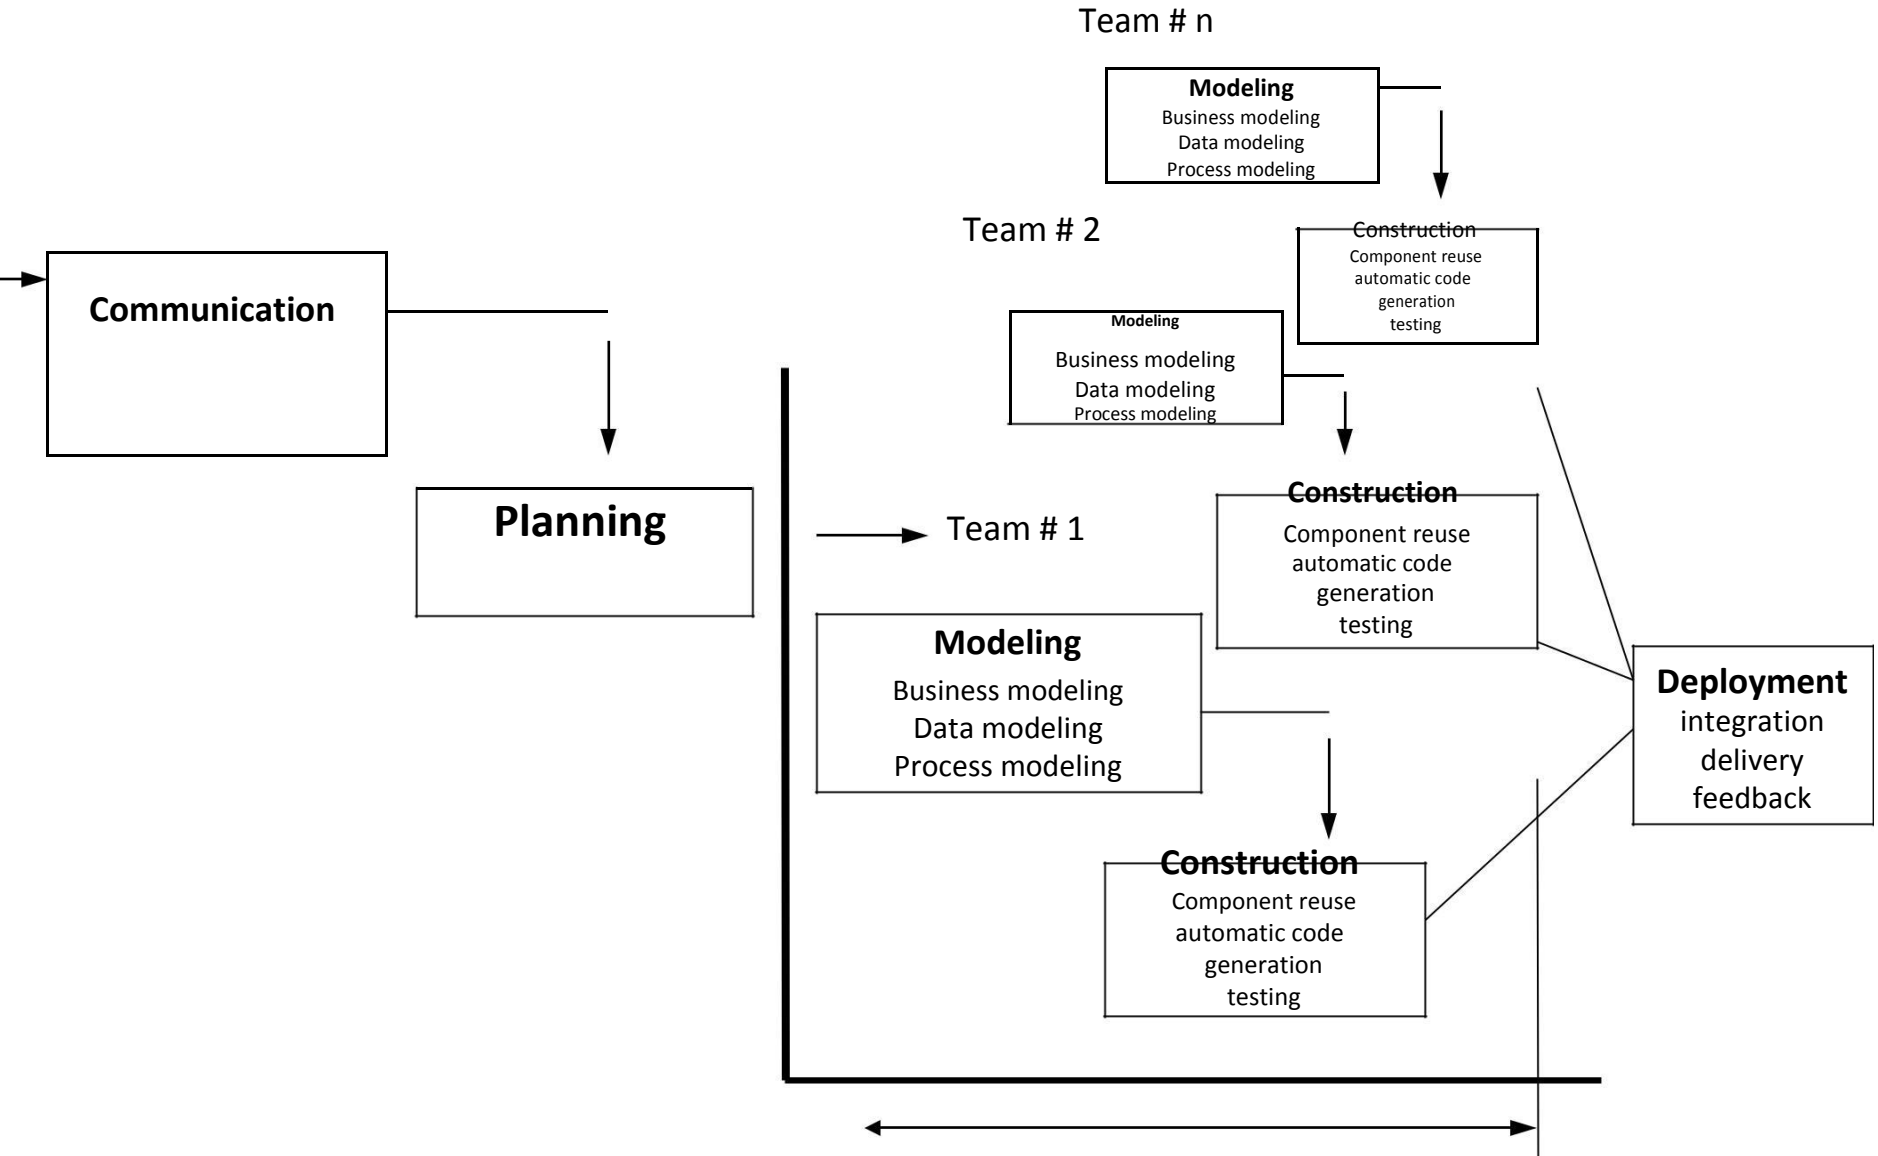 Team # n
Modeling
Business modeling
Data modeling
Process modeling
Team # 2
Construction
Component reuse
automatic code
generation
testing
Communication
Modeling
Business modeling
Data modeling
Process modeling
Planning
Construction
Component reuse
automatic code
generation
testing
Team # 1
Modeling
Business modeling
Data modeling
Process modeling
Deployment
integration
delivery
feedback
Construction
Component reuse
automatic code
generation
testing